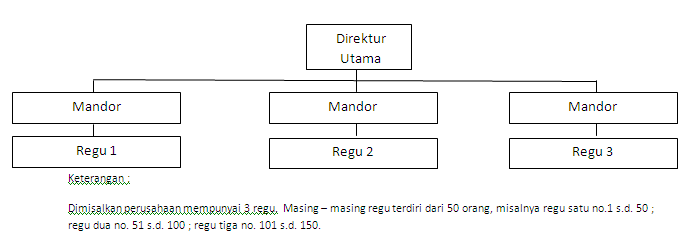 Direktur
Utama
Mandor Mandor Mandor
Regu 1 Regu 2 Regu 3
Keterangan :
Dimisalkan perusahaan mempunyai 3 regu. Masing – masing regu terdiri dari 50 orang, misalnya regu satu no.1 s.d. 50 ;
regu dua no. 51 s.d. 100 ; regu tiga no. 101 s.d. 150.